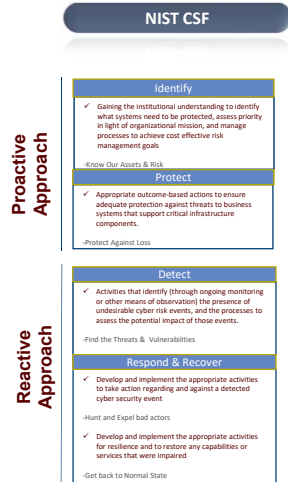 NIST CSF
Proactive
Approach
Identify
✓ Gaining the institutional understanding to identify
what systems need to be protected, assess priority
in light of organizational mission, and manage
processes to achieve cost effective risk
management goals
-Know Our Assets & Risk
Protect
✓ Appropriate outcome-based actions to ensure
adequate protection against threats to business
systems that support critical infrastructure
components.
-Protect Against Loss
Reactive
Approach
Detect
✓ Activities that identify (through ongoing monitoring
or other means of observation) the presence of
undesirable cyber risk events, and the processes to
assess the potential impact of those events.
-Find the Threats & Vulnerabilities
Respond & Recover
✓ Develop and implement the appropriate activities
to take action regarding and against a detected
cyber security event
-Hunt and Expel bad actors
✓ Develop and implement the appropriate activities
for resilience and to restore any capabilities or
services that were impaired
-Get back to Normal State